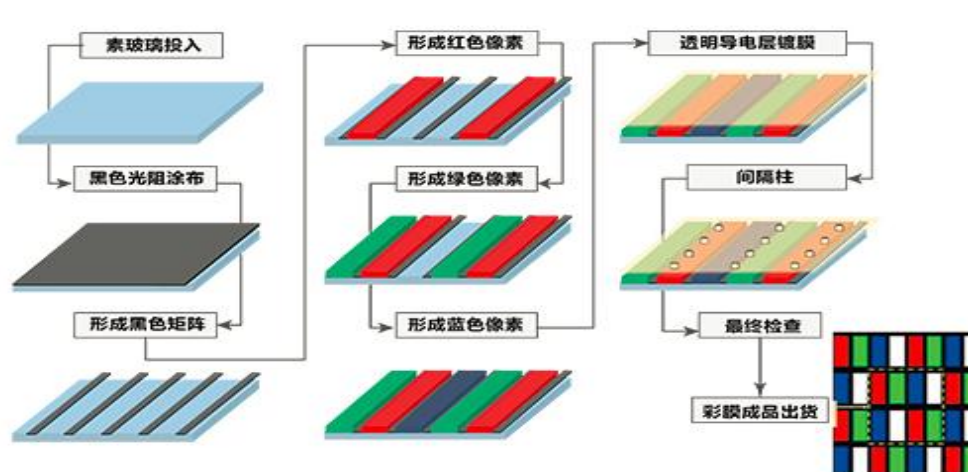 素玻璃投入
黑色光阻涂布
形成黑色矩阵
形成红色像素
形成绿色像素
形成蓝色像素
透明导电层镀膜
间隔柱
最终检查
彩膜成品出货